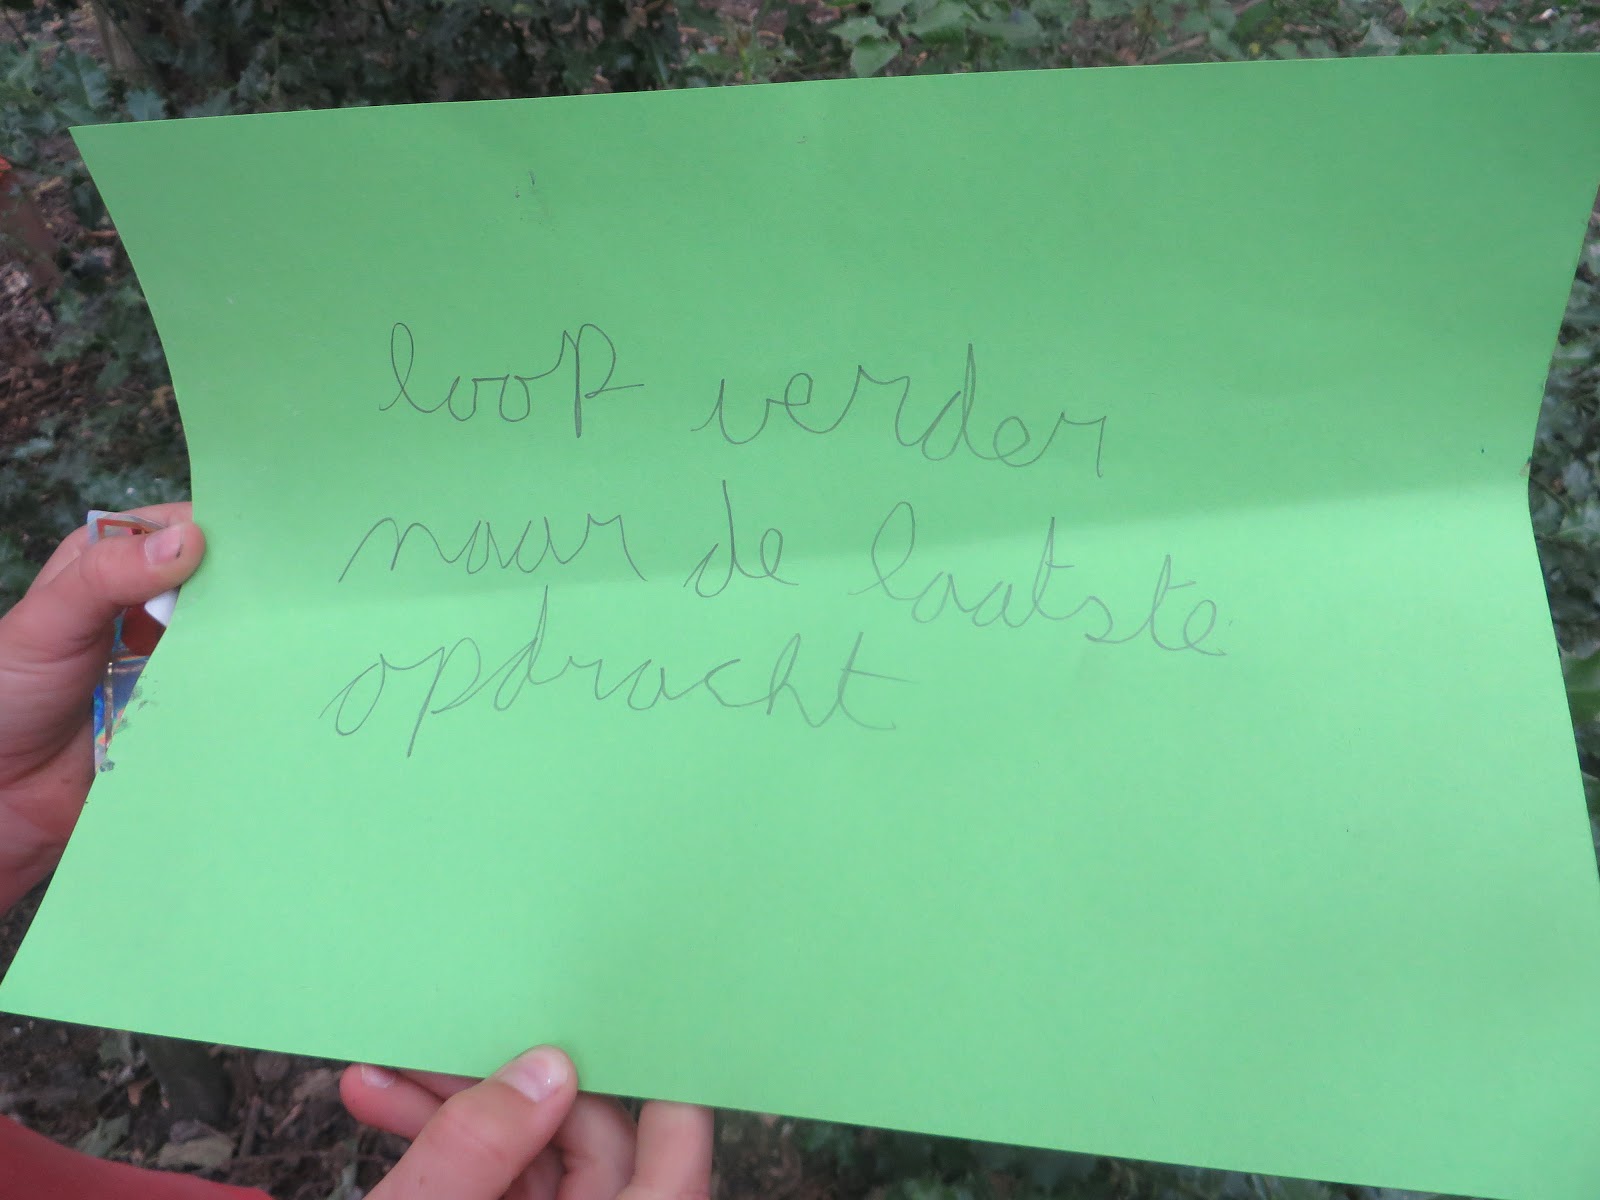 loop verder
naar de laatste
opdracht